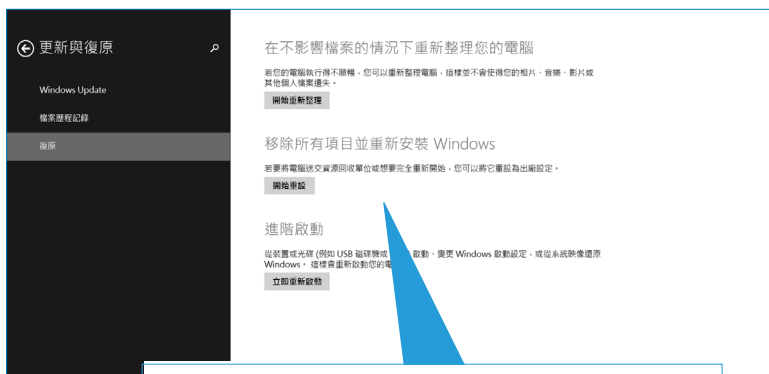 更新與復原
Windows Update
檔案歷程記錄
復原
在不影響檔案的情況下重新整理您的電腦
若您的電腦執行得不順暢，您可以重新整理電腦，這樣並不會使得您的相片、音樂、影片或
其他個人檔案遺失。
開始重新整理
移除所有項目並重新安裝 Windows
若要將電腦送交資源回收單位或想要完全重新開始，您可以將它重設為出廠設定。
開始重設
進階啟動
從裝置或光碟 (例如 USB 磁碟機或 啟動、變更 Windows 啟動設定，或從系統映像還原
Windows。 這樣會重新啟動您的電
立即重新啟動